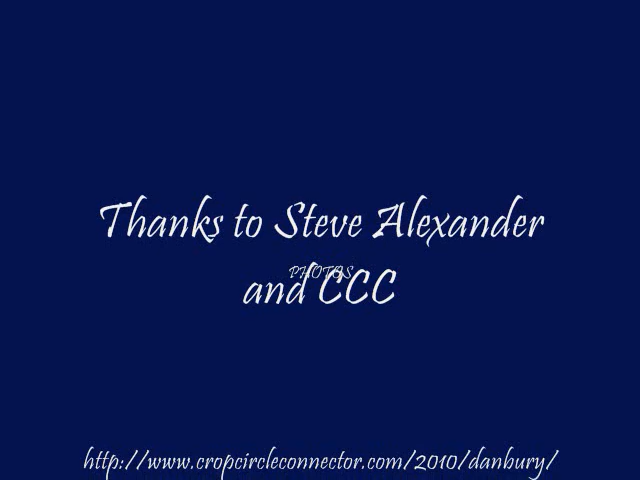 Thanks to Steve Alexander
PHOTOS
and CCC
http://www.cropcircleconnector.com/2010/danbury/